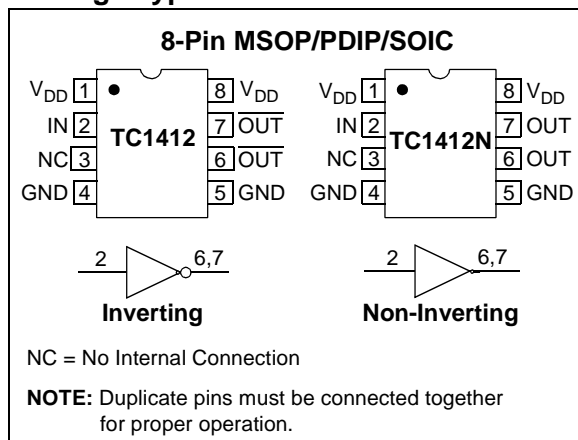 8-Pin MSOP/PDIP/SOIC
VDD 1 8 VDD
IN 2 7 OUT
TC1412
NC 3 6 OUT
GND 4 5 GND
VDD 1 8 VDD
IN 2 7 OUT
TC1412N
NC 3 6 OUT
GND 4 5 GND
2 6,7
Inverting
2 6,7
Non-Inverting
NC = No Internal Connection
NOTE: Duplicate pins must be connected together
for proper operation.